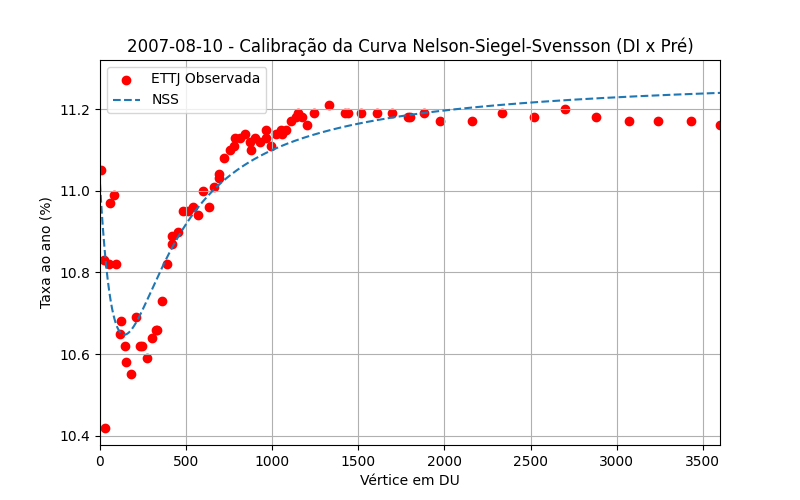 2007-08-10 - Calibração da Curva Nelson-Siegel-Svensson (DI x Pré)
ETTJ Observada
NSS
Taxa ao ano (%)
11.2
11.0
10.8
10.6
10.4
0 500 1000 1500 2000 2500 3000 3500
Vértice em DU